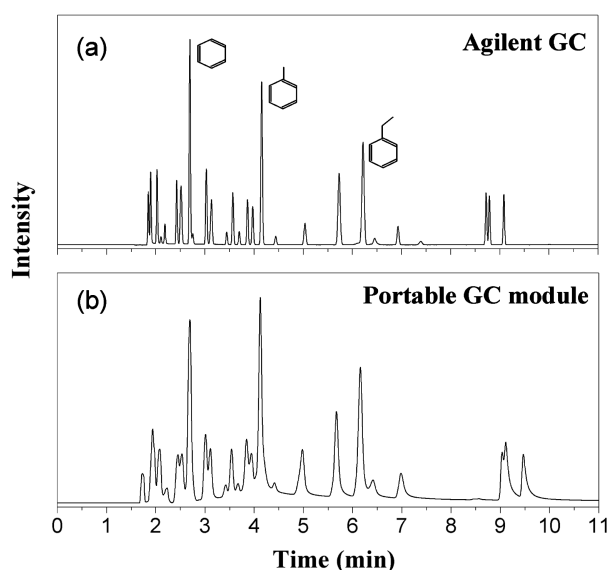 (a)
Agilent GC
Intensity
(b)
Portable GC module
0 1 2 3 4 5 6 7 8 9 10 11
Time (min)